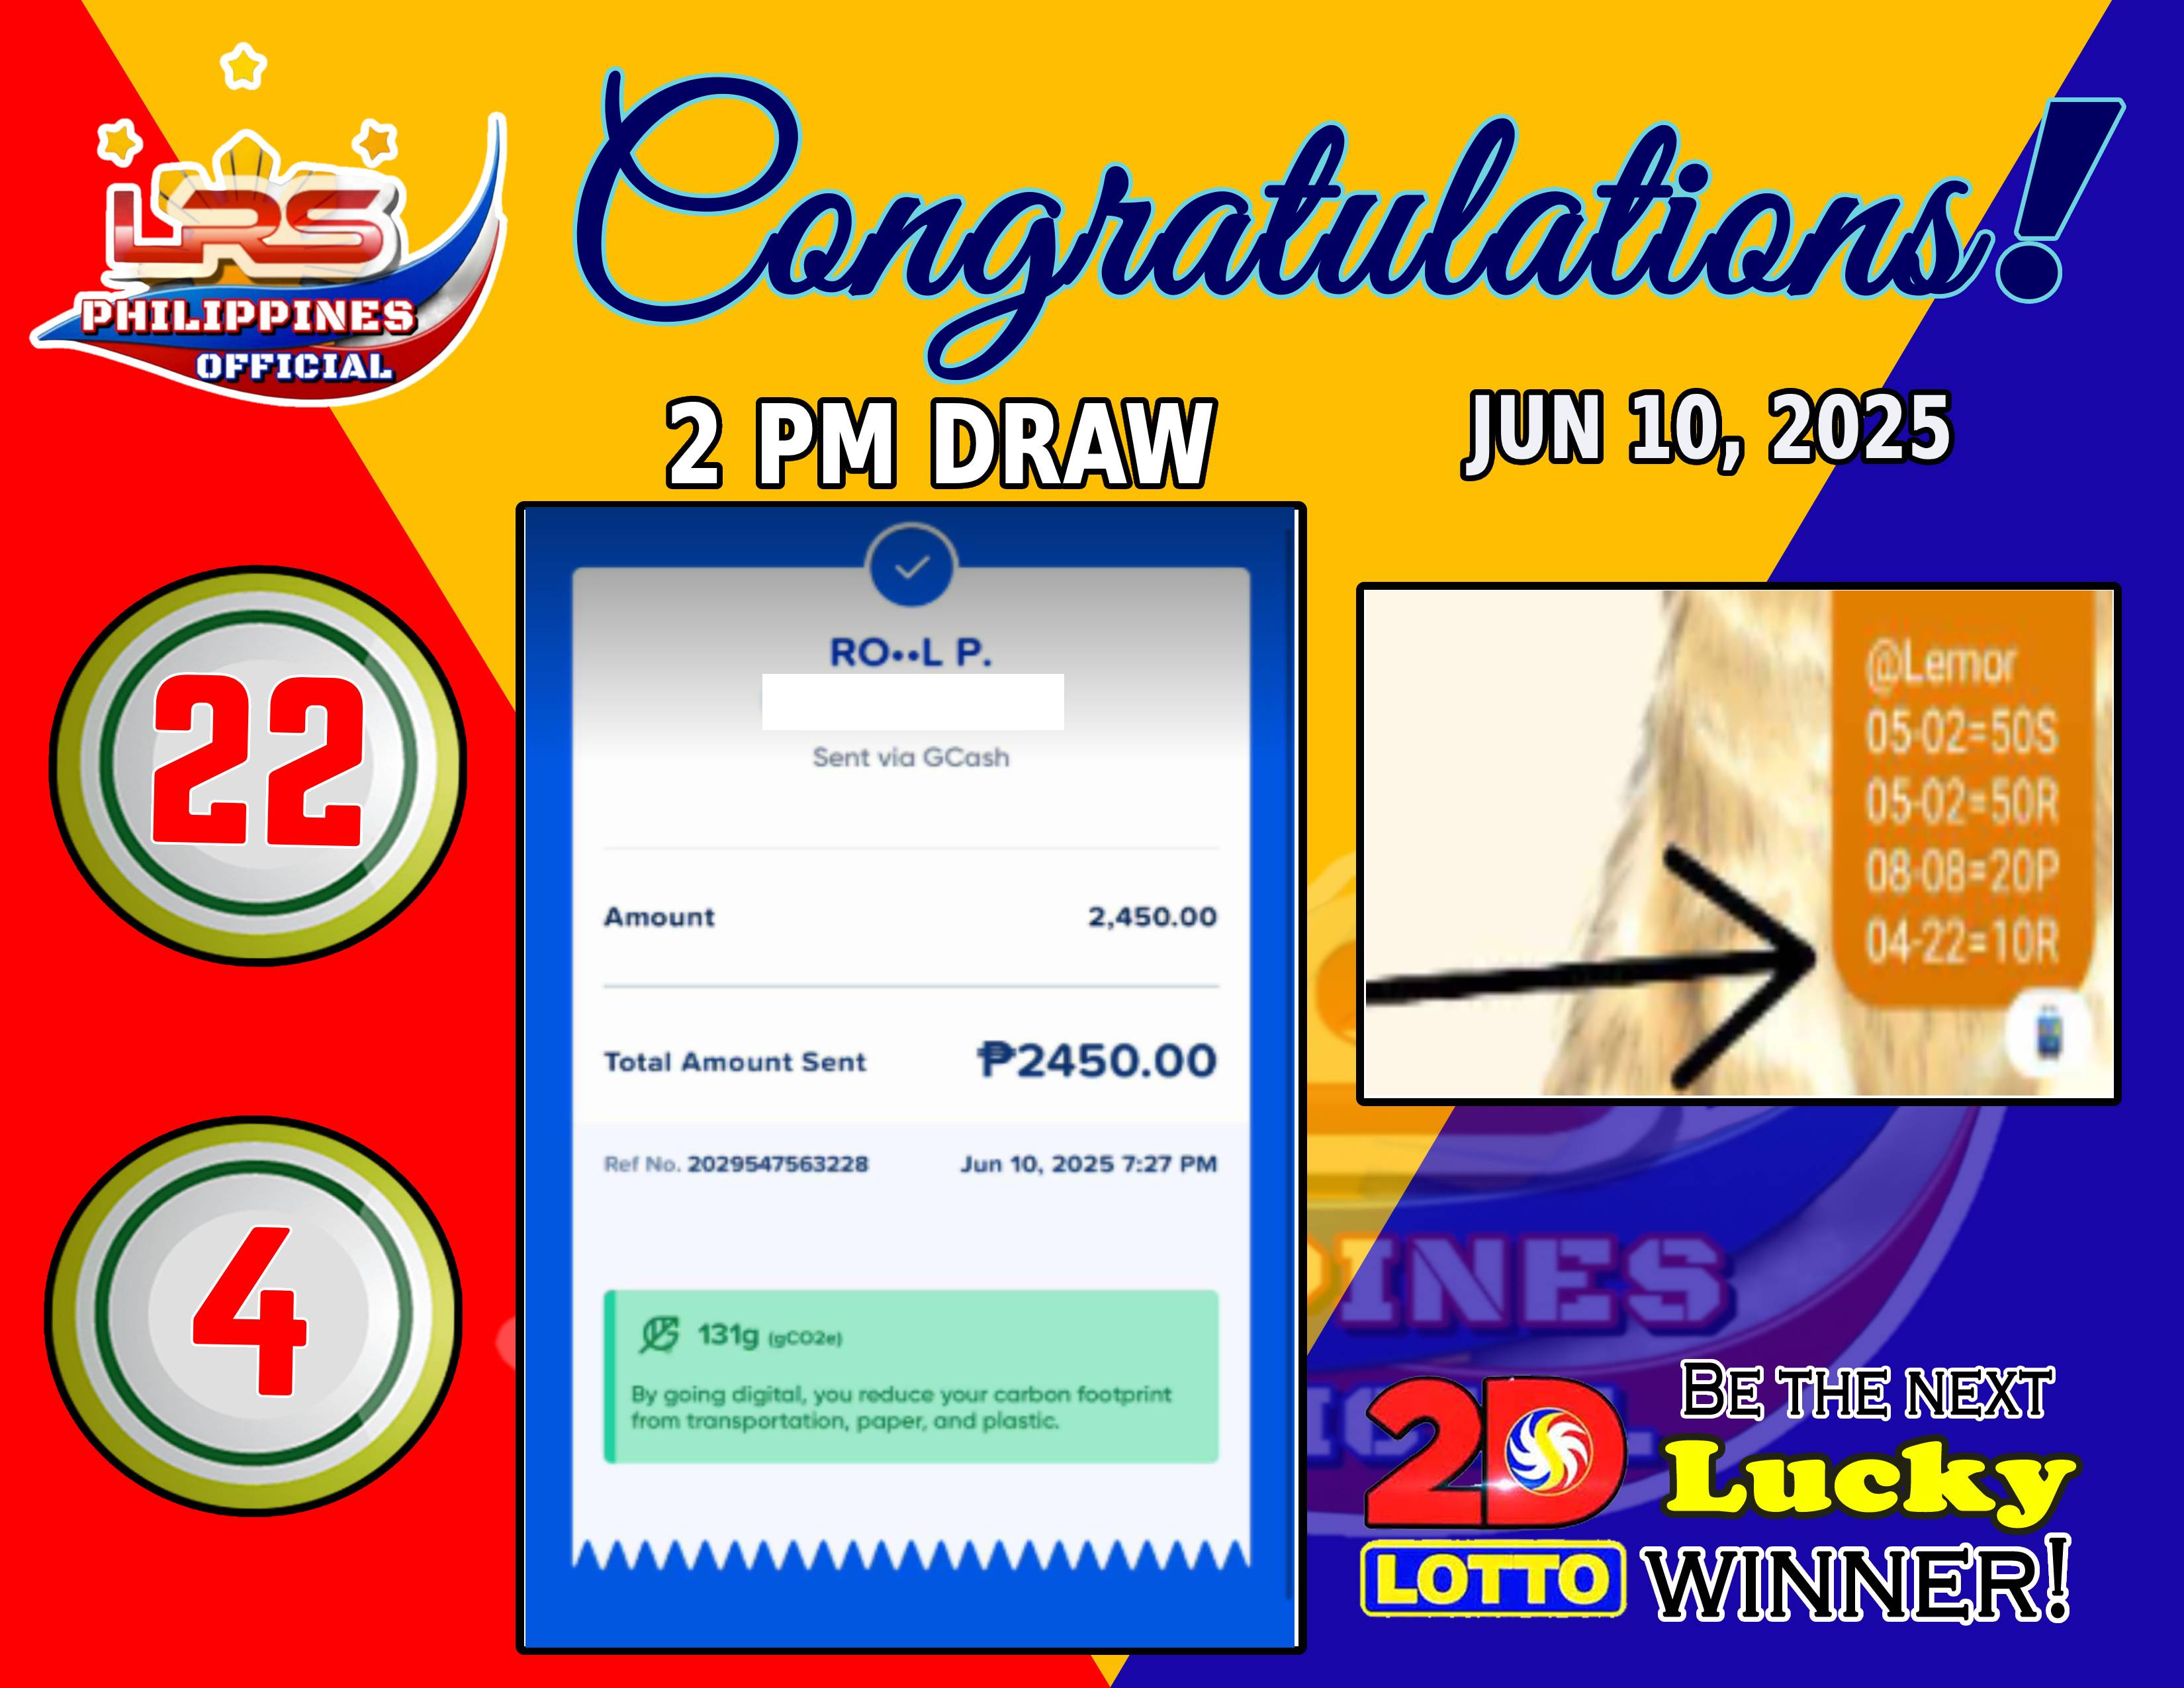 LRS
PHILIPPINES
OFFICIAL
Congratulations!
2 PM DRAW
JUN 10, 2025
22
4
RO••L P.
Sent via GCash
Amount 2,450.00
Total Amount Sent ₱2450.00
Ref No. 2029547563228 Jun 10, 2025 7:27 PM
131g (gCO2e)
By going digital, you reduce your carbon footprint
from transportation, paper, and plastic.
@Lemor
05-02=50S
05-02=50R
08-08=20P
04-22=10R
PINES
2D
LOTTO
BE THE NEXT
Lucky
WINNER!